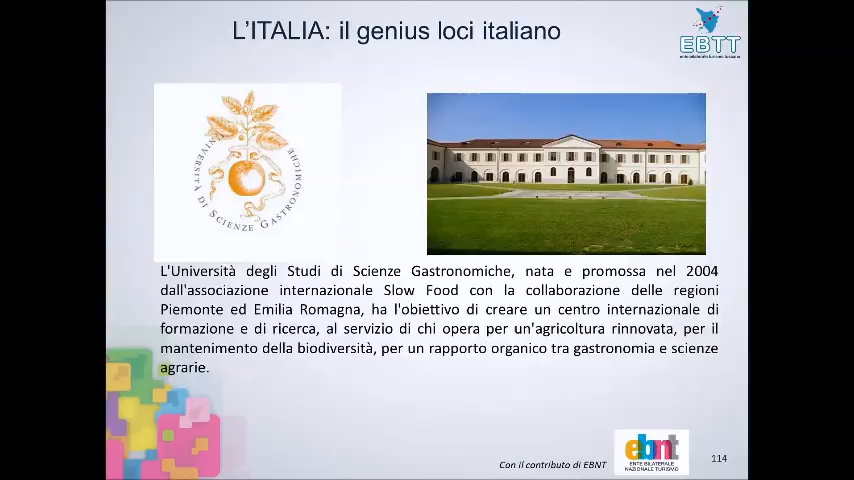 L'ITALIA: il genius loci italiano
EBTT
ente bilaterale turismo toscano
UNIVERSITÀ DI SCIENZE GASTRONOMICHE
L'Università degli Studi di Scienze Gastronomiche, nata e promossa nel 2004
dall'associazione internazionale Slow Food con la collaborazione delle regioni
Piemonte ed Emilia Romagna, ha l'obiettivo di creare un centro internazionale di
formazione e di ricerca, al servizio di chi opera per un'agricoltura rinnovata, per il
mantenimento della biodiversità, per un rapporto organico tra gastronomia e scienze
agrarie.
Con il contributo di EBNT
ebnt
ENTE BILATERALE
NAZIONALE TURISMO
114